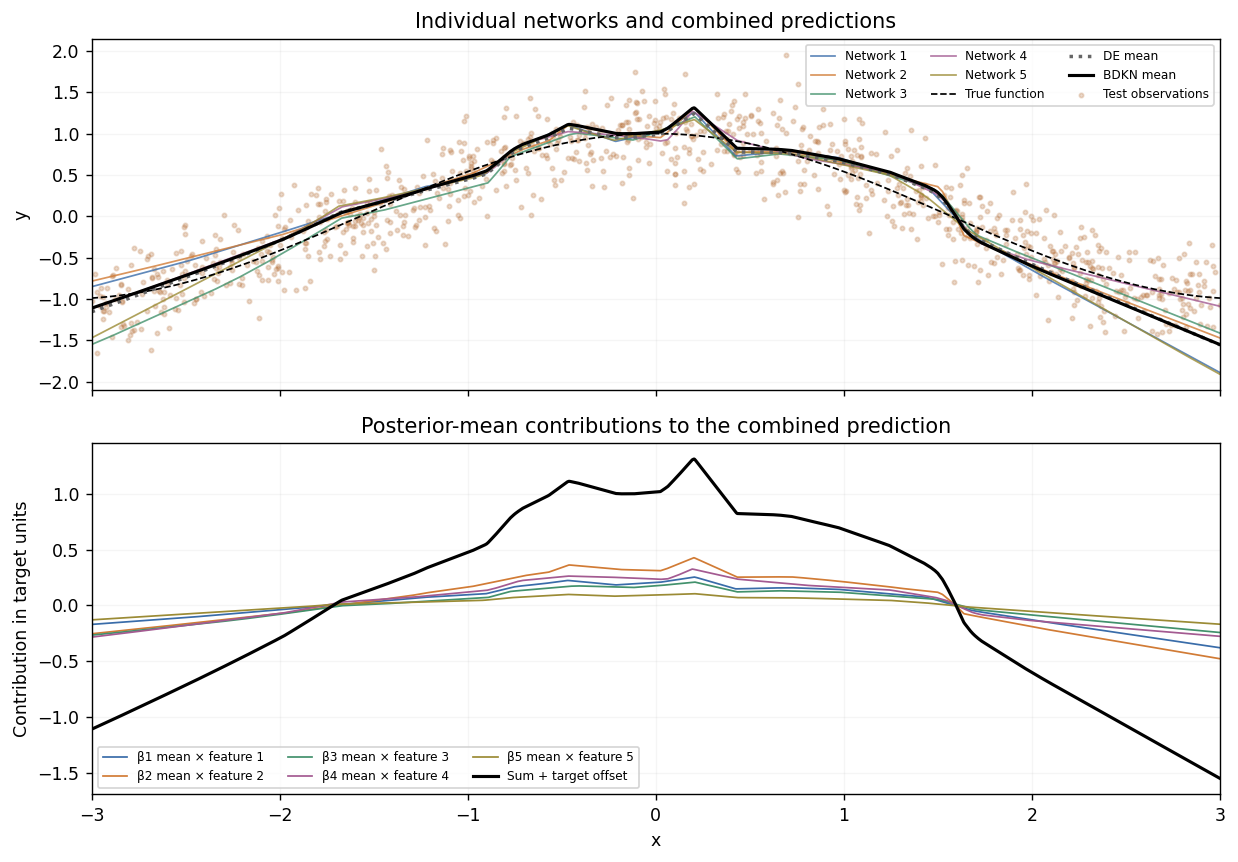 Individual networks and combined predictions
2.0
1.5
1.0
0.5
0.0
−0.5
−1.0
−1.5
−2.0
y
Network 1 Network 4 DE mean
Network 2 Network 5 BDKN mean
Network 3 True function Test observations
Posterior-mean contributions to the combined prediction
1.0
0.5
0.0
−0.5
−1.0
−1.5
Contribution in target units
β1 mean × feature 1 β3 mean × feature 3 β5 mean × feature 5
β2 mean × feature 2 β4 mean × feature 4 Sum + target offset
−3 −2 −1 0 1 2 3
x